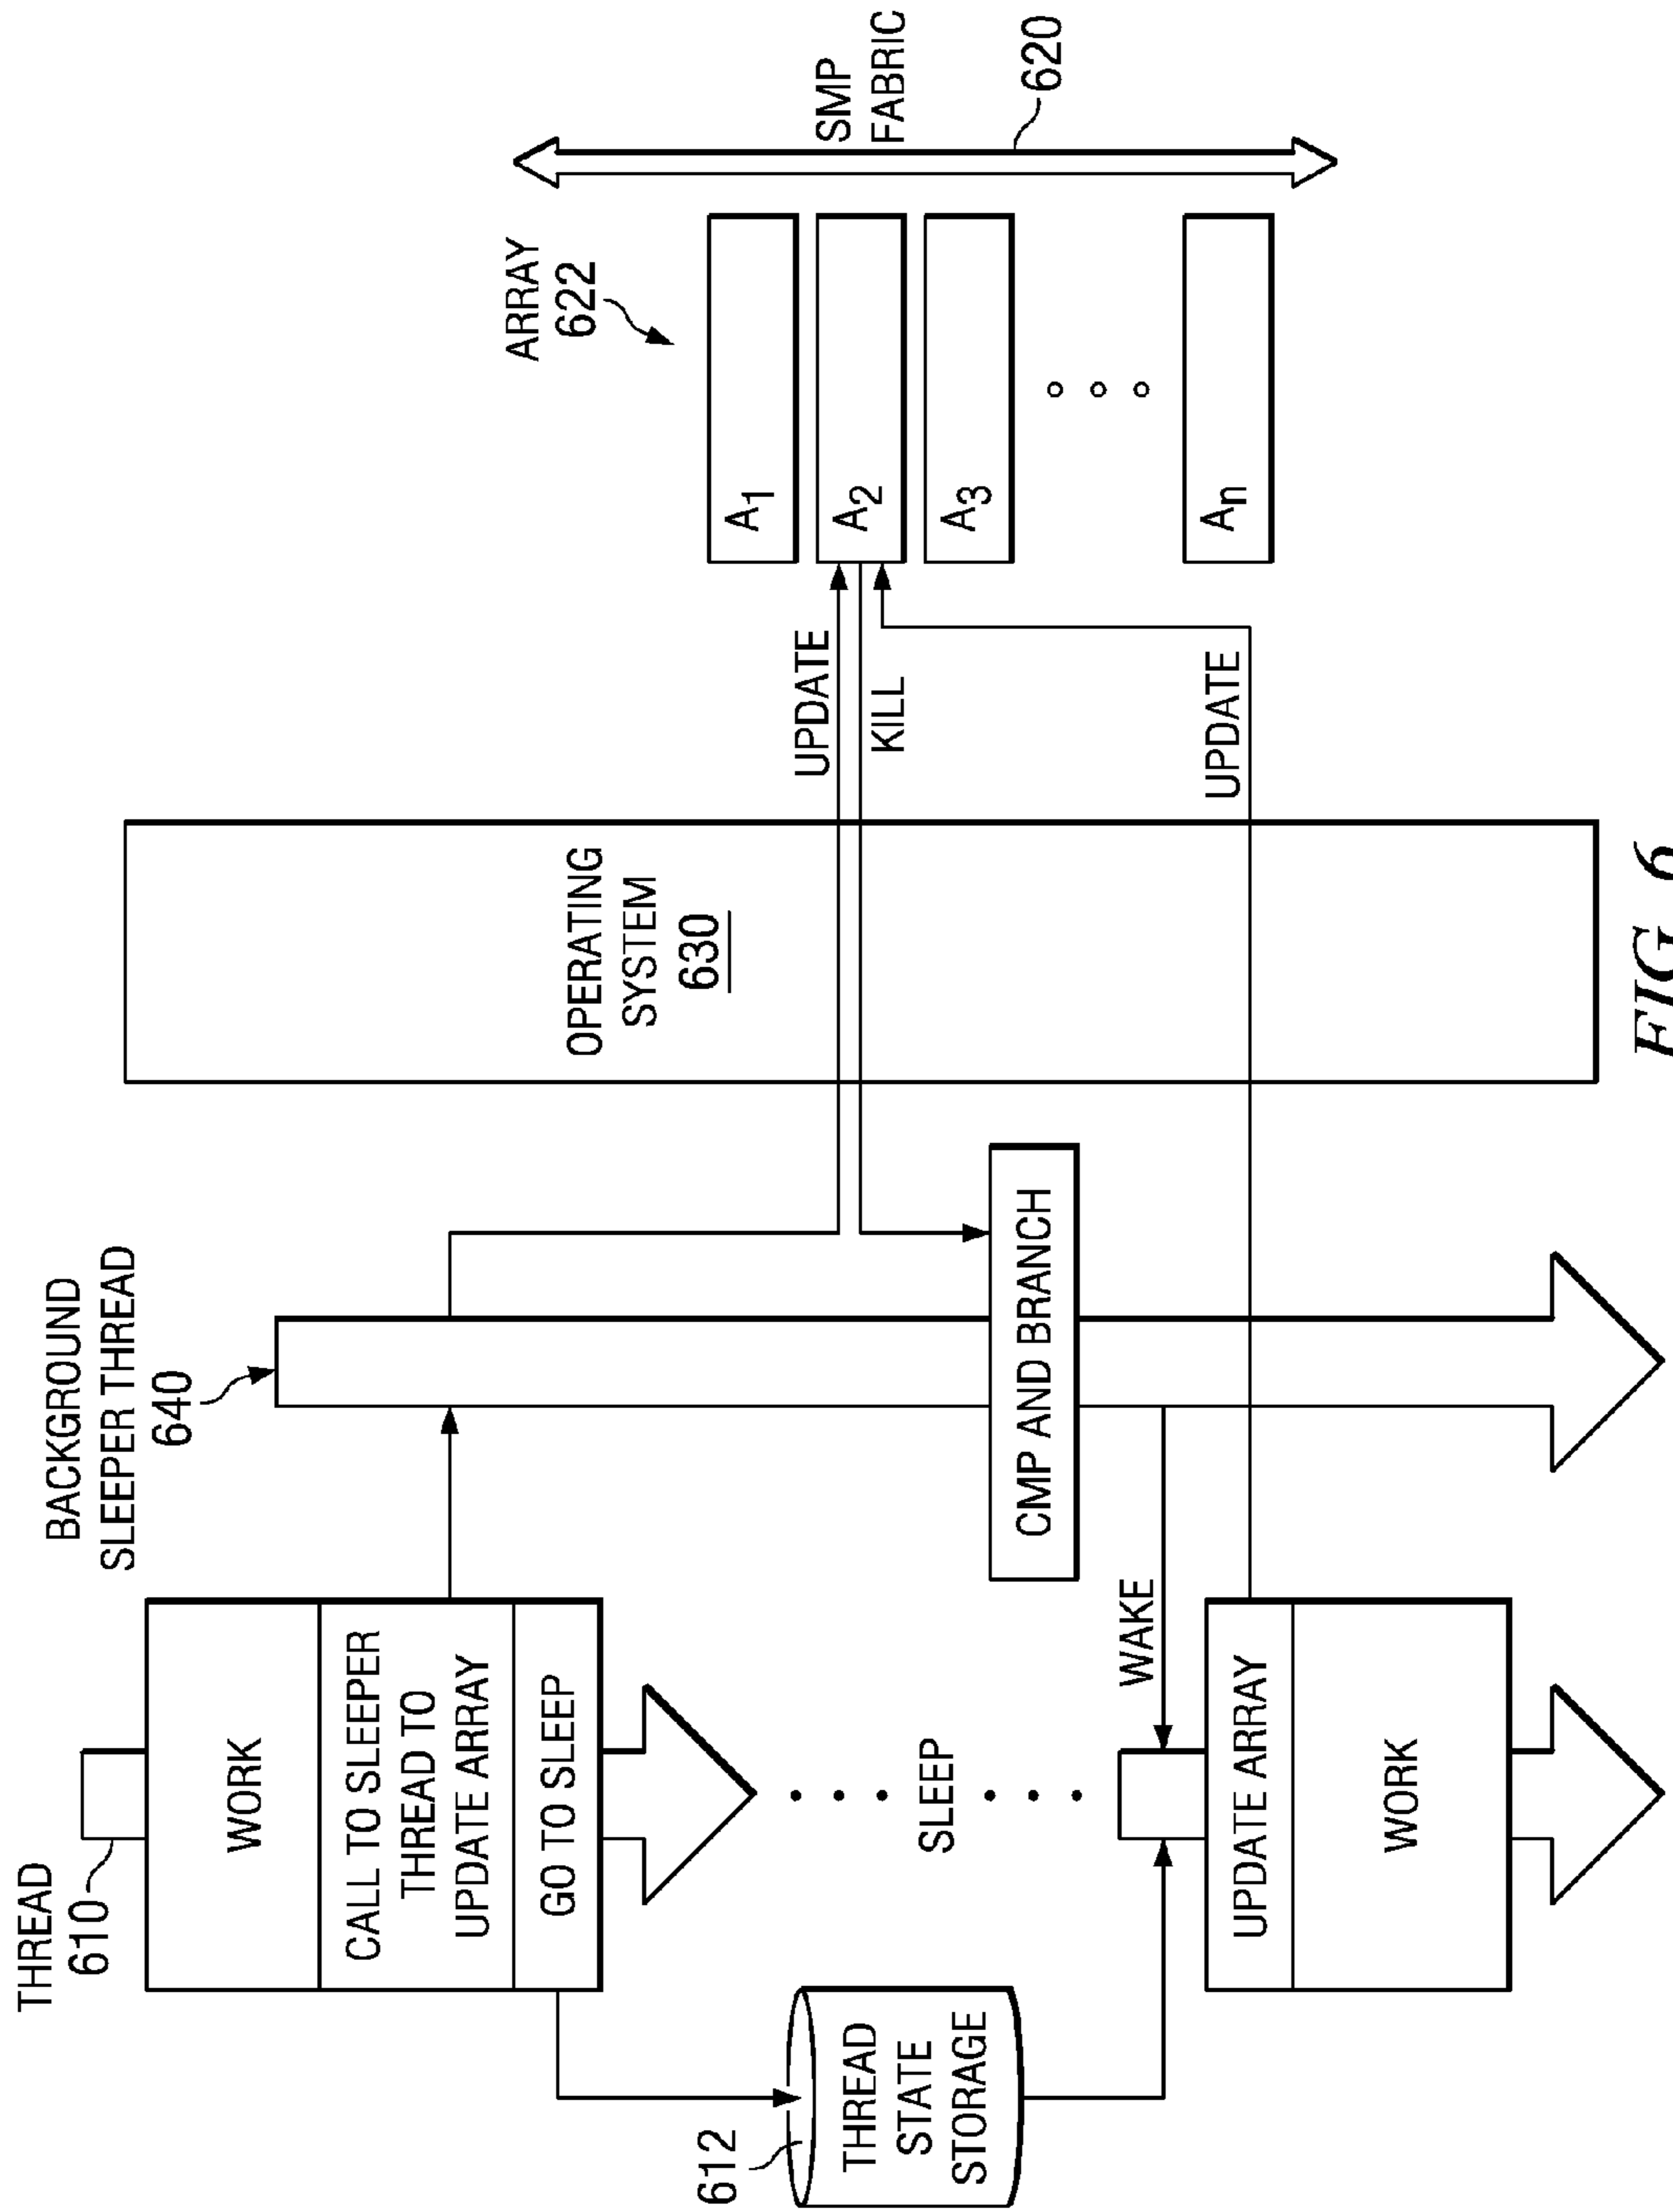 THREAD
610
WORK
CALL TO SLEEPER
THREAD TO
UPDATE ARRAY
GO TO SLEEP
612
THREAD
STATE
STORAGE
SLEEP
WAKE
UPDATE ARRAY
WORK
BACKGROUND
SLEEPER THREAD
640
CMP AND BRANCH
OPERATING
SYSTEM
630
UPDATE
KILL
UPDATE
ARRAY
622
A1
A2
A3
An
SMP
FABRIC
620
FIG. 6